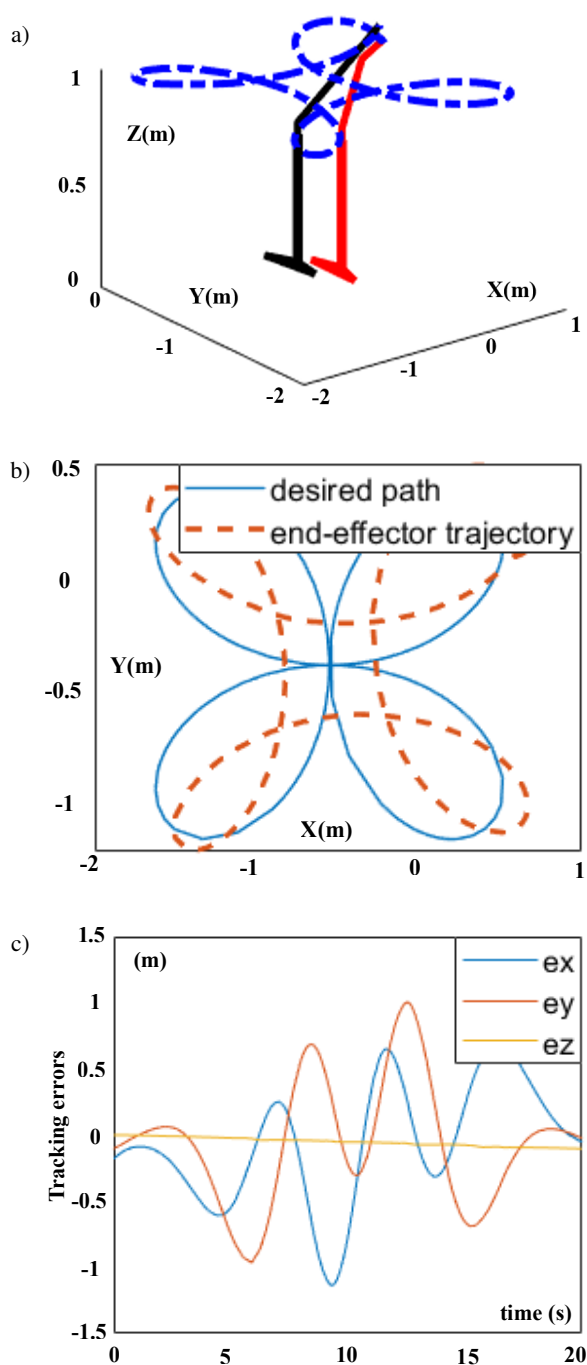 a)
1
Z(m)
0.5
0
0
Y(m)
-1
-2
X(m)
1
0
-1
-2
b)
0.5
desired path
end-effector trajectory
0
Y(m)
-0.5
-1
X(m)
-2
-1
0
1
c)
1.5
(m)
ex
ey
ez
1
0.5
0
Tracking errors
-0.5
-1
-1.5
time (s)
0
5
10
15
20